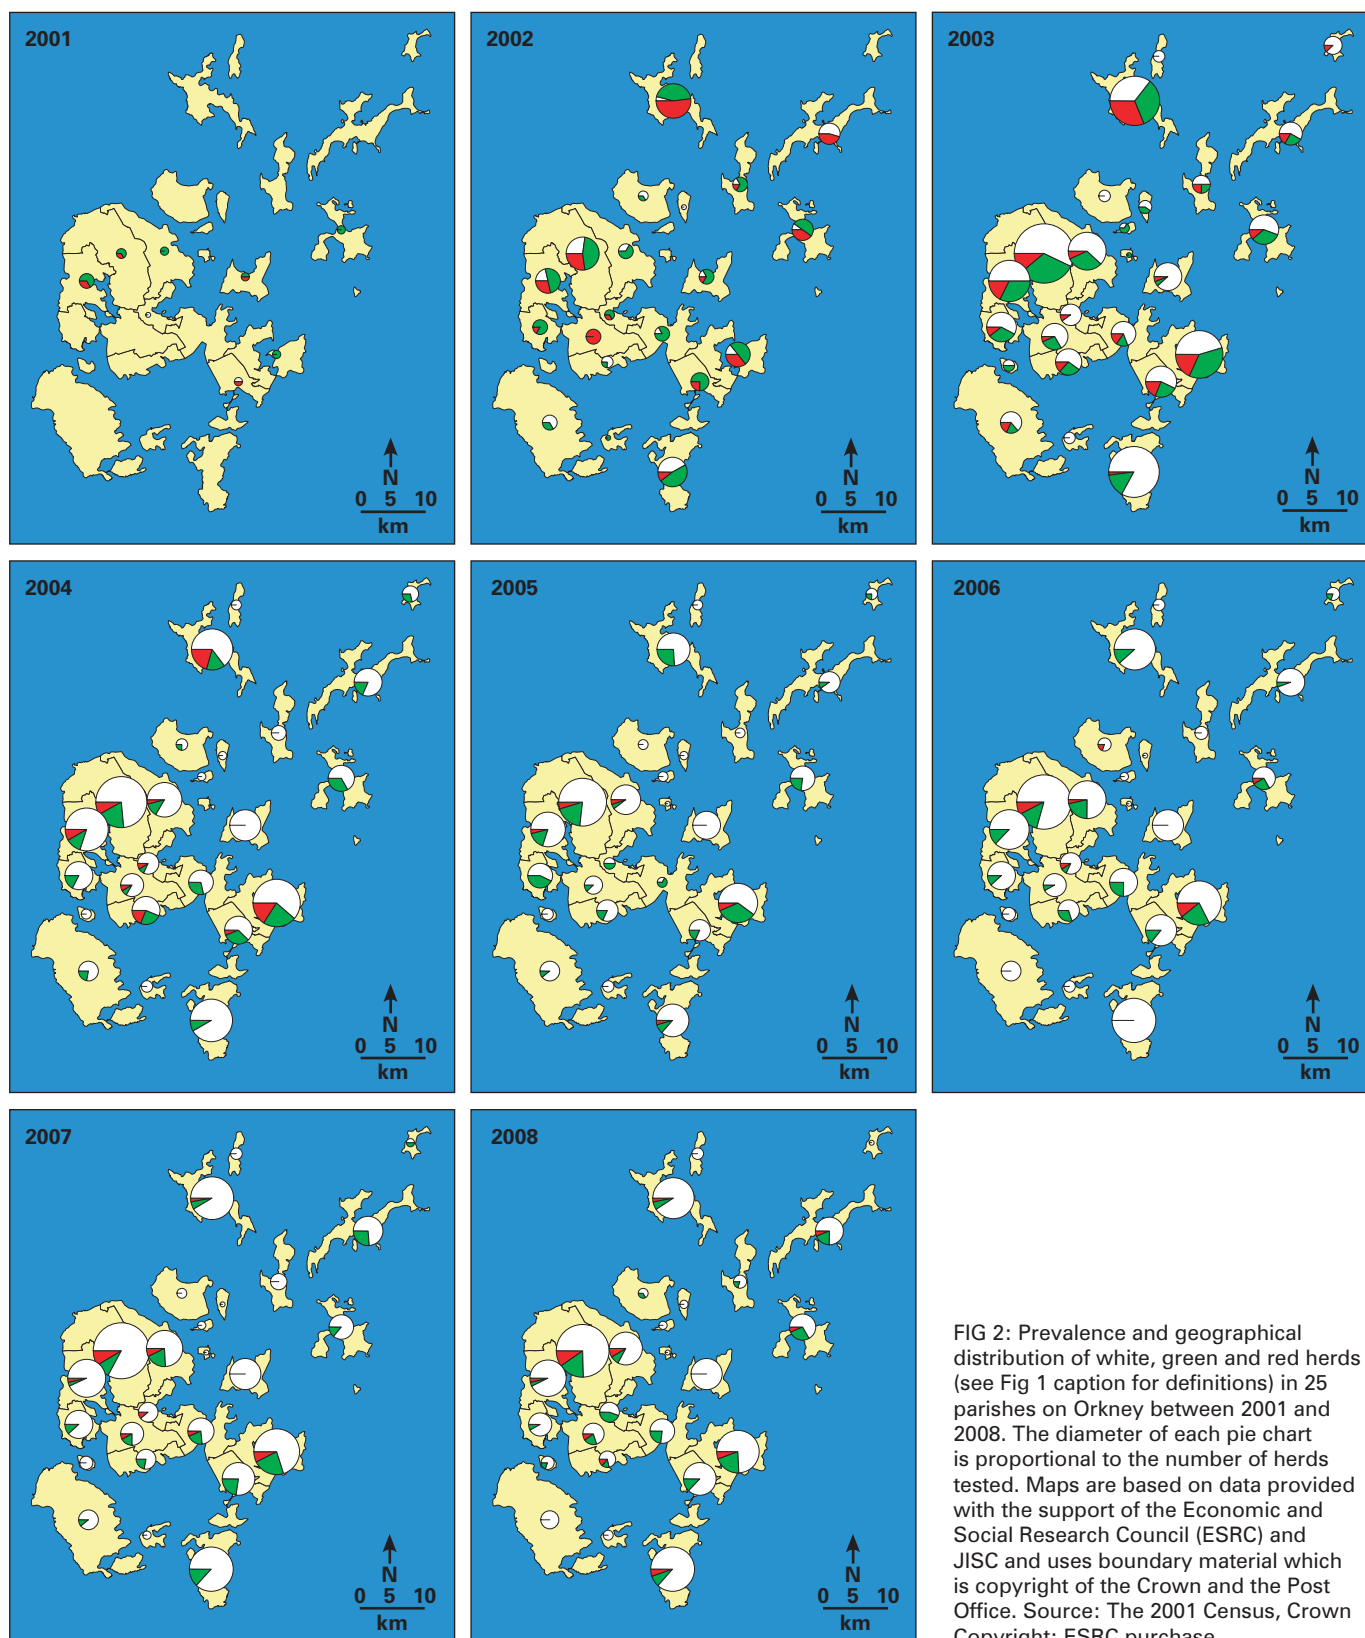 2001
N
0 5 10
km
2002
N
0 5 10
km
2003
N
0 5 10
km
2004
N
0 5 10
km
2005
N
0 5 10
km
2006
N
0 5 10
km
2007
N
0 5 10
km
2008
N
0 5 10
km
FIG 2: Prevalence and geographical
distribution of white, green and red herds
(see Fig 1 caption for definitions) in 25
parishes on Orkney between 2001 and
2008. The diameter of each pie chart
is proportional to the number of herds
tested. Maps are based on data provided
with the support of the Economic and
Social Research Council (ESRC) and
JISC and uses boundary material which
is copyright of the Crown and the Post
Office. Source: The 2001 Census, Crown
Copyright: ESRC purchase